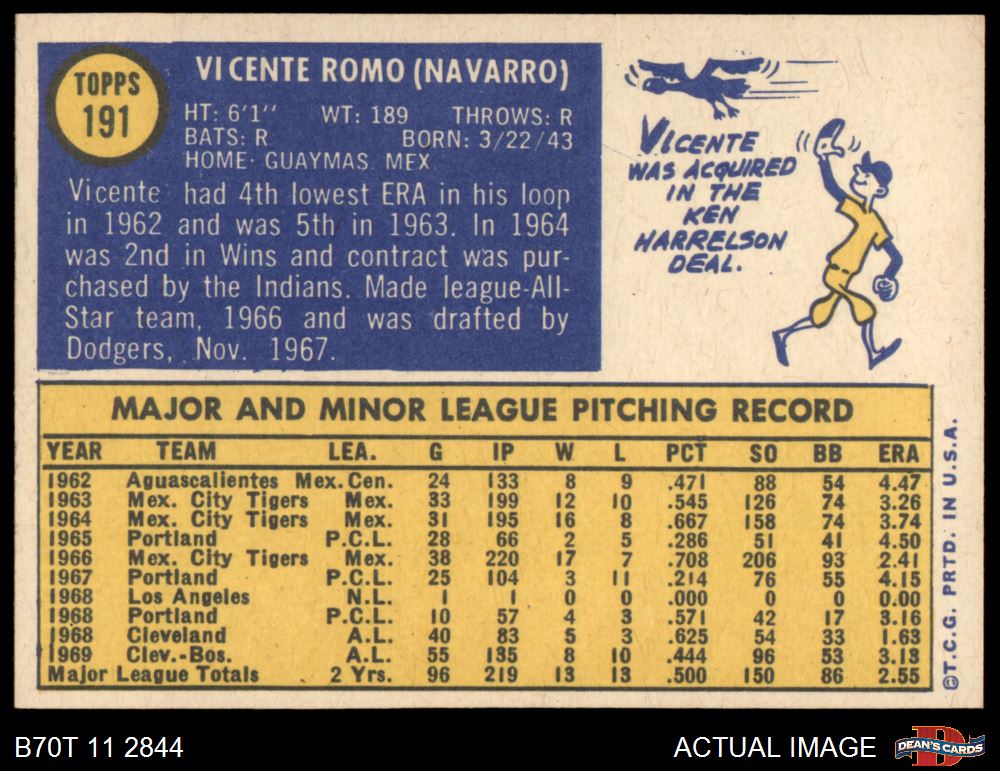 TOPPS
191
VICENTE ROMO (NAVARRO)
HT: 6'1'' WT: 189 THROWS: R
BATS: R BORN: 3/22/43
HOME: GUAYMAS, MEX.
Vicente had 4th lowest ERA in his loop
in 1962 and was 5th in 1963. In 1964
was 2nd in Wins and contract was pur-
chased by the Indians. Made league-All-
Star team, 1966 and was drafted by
Dodgers, Nov. 1967.
VICENTE
WAS ACQUIRED
IN THE
KEN
HARRELSON
DEAL.
MAJOR AND MINOR LEAGUE PITCHING RECORD
YEAR TEAM LEA. G IP W L PCT SO BB ERA
1962 Aguascalientes Mex.Cen. 24 133 8 9 .471 88 54 4.47
1963 Mex. City Tigers Mex. 33 199 12 10 .545 126 74 3.26
1964 Mex. City Tigers Mex. 31 195 16 8 .667 158 74 3.74
1965 Portland P.C.L. 28 66 2 5 .286 51 41 4.50
1966 Mex. City Tigers Mex. 38 220 17 7 .708 206 93 2.41
1967 Portland P.C.L. 25 104 3 11 .214 76 55 4.15
1968 Los Angeles N.L. 1 1 0 0 .000 0 0 0.00
1968 Portland P.C.L. 10 57 4 3 .571 42 17 3.16
1968 Cleveland A.L. 40 83 5 3 .625 54 33 1.63
1969 Clev.-Bos. A.L. 55 135 8 10 .444 96 53 3.13
Major League Totals 2 Yrs. 96 219 13 13 .500 150 86 2.55
©T.C.G. PRTD. IN U.S.A.
B70T 11 2844
ACTUAL IMAGE
D
DEAN'S CARDS